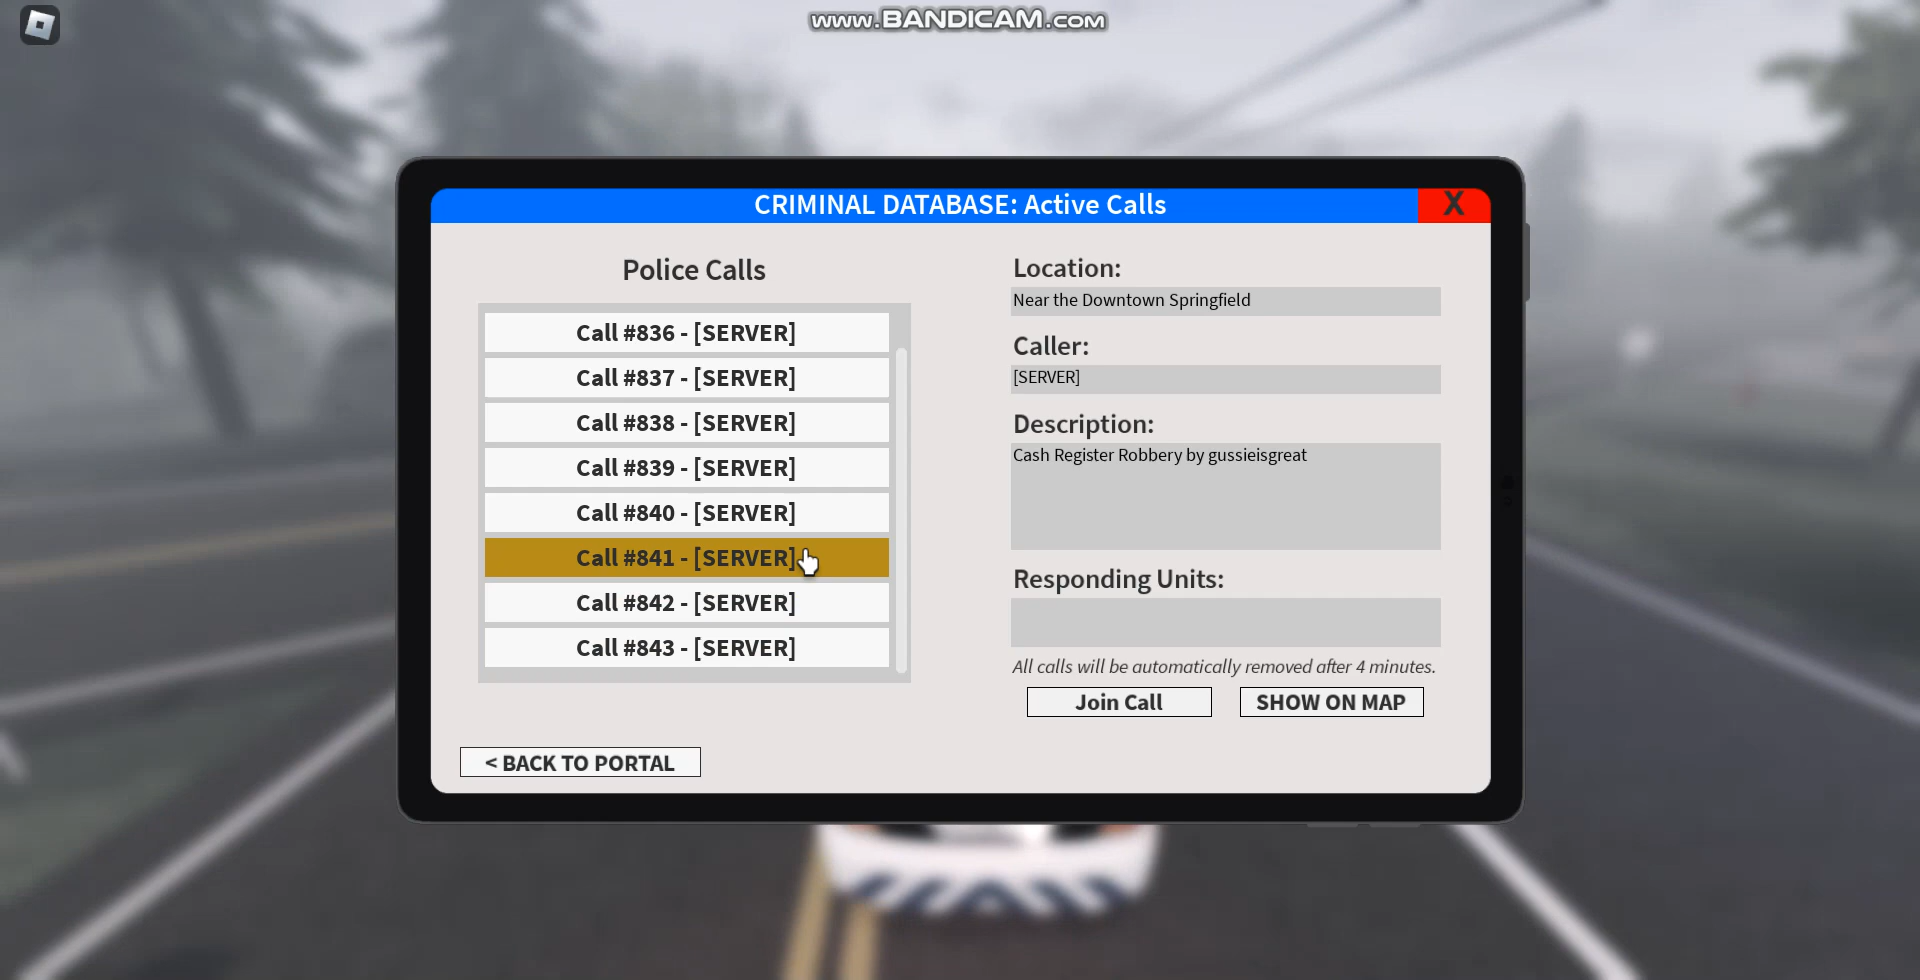 www.BANDICAM.com
CRIMINAL DATABASE: Active Calls
X
Police Calls
Call #836 - [SERVER]
Call #837 - [SERVER]
Call #838 - [SERVER]
Call #839 - [SERVER]
Call #840 - [SERVER]
Call #841 - [SERVER]
Call #842 - [SERVER]
Call #843 - [SERVER]
< BACK TO PORTAL
Location:
Near the Downtown Springfield
Caller:
[SERVER]
Description:
Cash Register Robbery by gussieisgreat
Responding Units:
All calls will be automatically removed after 4 minutes.
Join Call
SHOW ON MAP